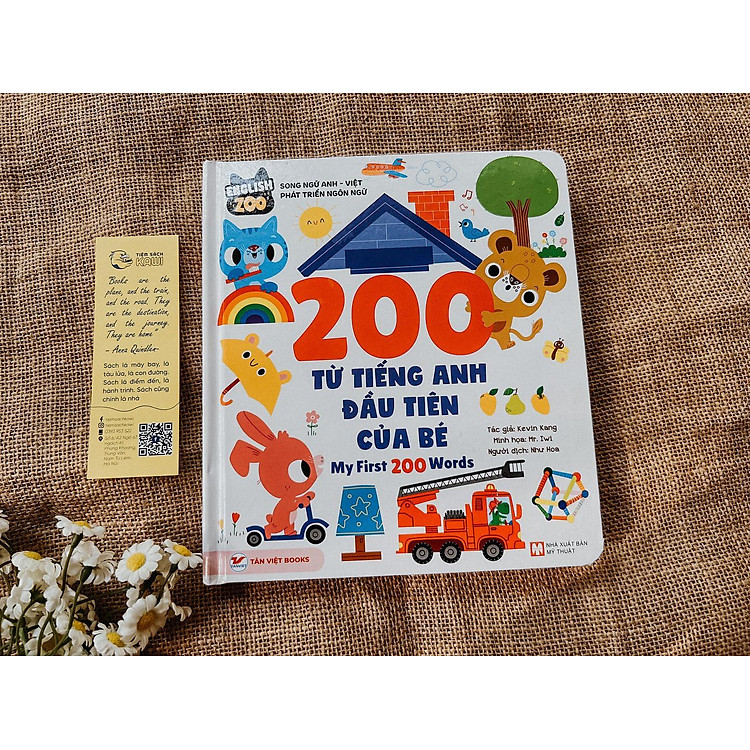 TIỆM SÁCH
KAWI
"Books are the
plane, and the train,
and the road. They
are the destination,
and the journey.
They are home"
- Anna Quindlen
Sách là máy bay, là
tàu lửa, là con đường.
Sách là điểm đến, là
hành trình. Sách cũng
chính là nhà
ENGLISH
ZOO
SONG NGỮ ANH - VIỆT
PHÁT TRIỂN NGÔN NGỮ
200
TỪ TIẾNG ANH
ĐẦU TIÊN
CỦA BÉ
My First 200 Words
Tác giả: Kevin Kang
Minh họa: Mr. Iwi
Người dịch: Như Hoa
TÂN VIỆT BOOKS
NHÀ XUẤT BẢN
MỸ THUẬT